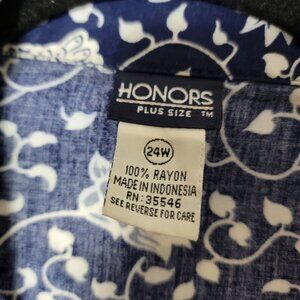 HONORS
PLUS SIZE ™
24W
100% RAYON
MADE IN INDONESIA
RN: 35546
SEE REVERSE FOR CARE